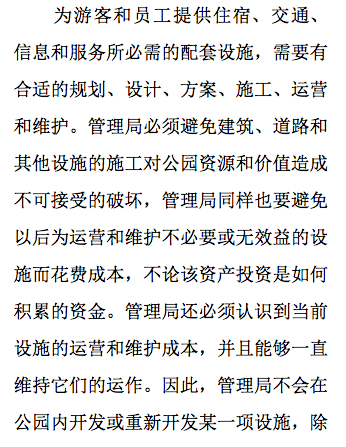 为游客和员工提供住宿、交通、
信息和服务所必需的配套设施，需要有
合适的规划、设计、方案、施工、运营
和维护。管理局必须避免建筑、道路和
其他设施的施工对公园资源和价值造成
不可接受的破坏，管理局同样也要避免
以后为运营和维护不必要或无效益的设
施而花费成本，不论该资产投资是如何
积累的资金。管理局还必须认识到当前
设施的运营和维护成本，并且能够一直
维持它们的运作。因此，管理局不会在
公园内开发或重新开发某一项设施，除